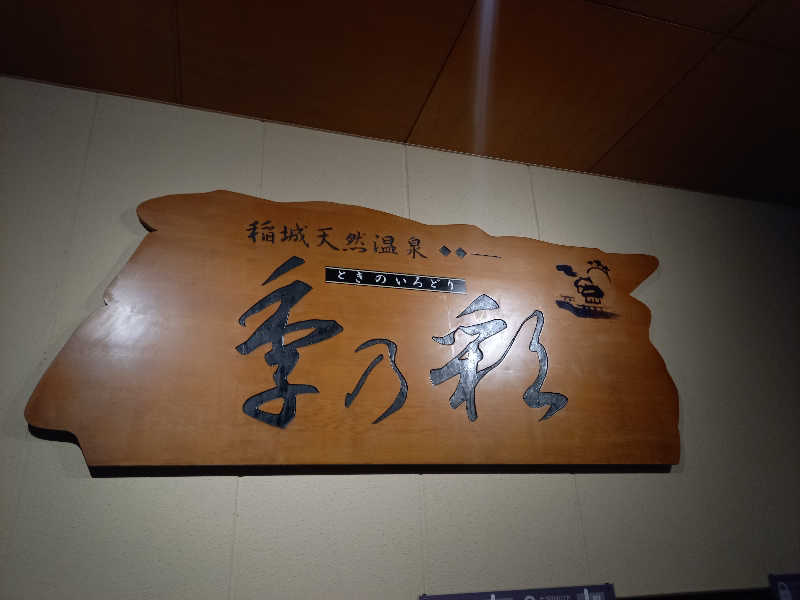 稲城天然温泉
ときのいろどり
季乃彩